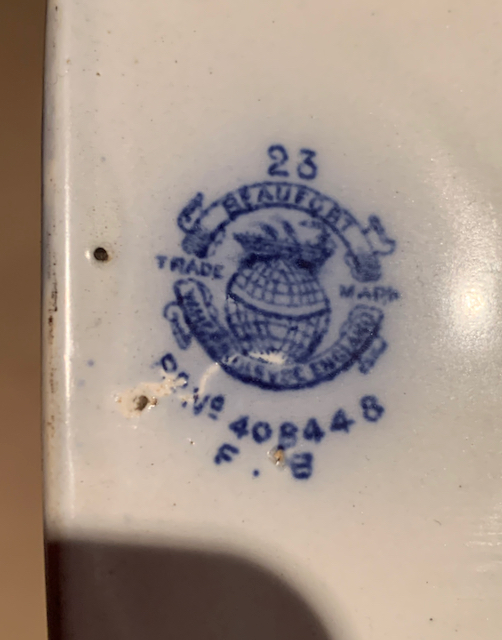 23
BEAUFORT
TRADE MARK
ENGLAND
Nº 408448
F. B